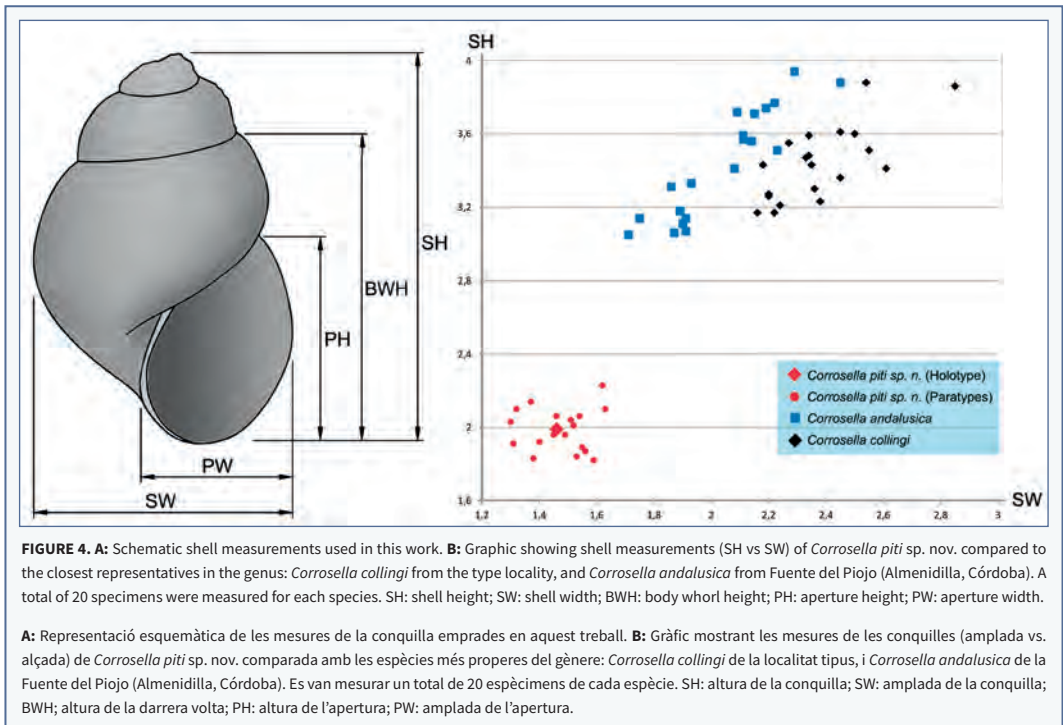 SH
BWH
PH
PW
SW
SH
4
3,6
3,2
2,8
2,4
2
1,6
1,2
1,4
1,6
1,8
2
2,2
2,4
2,6
2,8
3
SW
Corrosella piti sp. n. (Holotype)
Corrosella piti sp. n. (Paratypes)
Corrosella andalusica
Corrosella collingi
FIGURE 4. A: Schematic shell measurements used in this work. B: Graphic showing shell measurements (SH vs SW) of Corrosella piti sp. nov. compared to
the closest representatives in the genus: Corrosella collingi from the type locality, and Corrosella andalusica from Fuente del Piojo (Almenidilla, Córdoba). A
total of 20 specimens were measured for each species. SH: shell height; SW: shell width; BWH: body whorl height; PH: aperture height; PW: aperture width.
A: Representació esquemàtica de les mesures de la conquilla emprades en aquest treball. B: Gràfic mostrant les mesures de les conquilles (amplada vs.
alçada) de Corrosella piti sp. nov. comparada amb les espècies més properes del gènere: Corrosella collingi de la localitat tipus, i Corrosella andalusica de la
Fuente del Piojo (Almenidilla, Córdoba). Es van mesurar un total de 20 espècimens de cada espècie. SH: altura de la conquilla; SW: amplada de la conquilla;
BWH; altura de la darrera volta; PH: altura de l'apertura; PW: amplada de l'apertura.